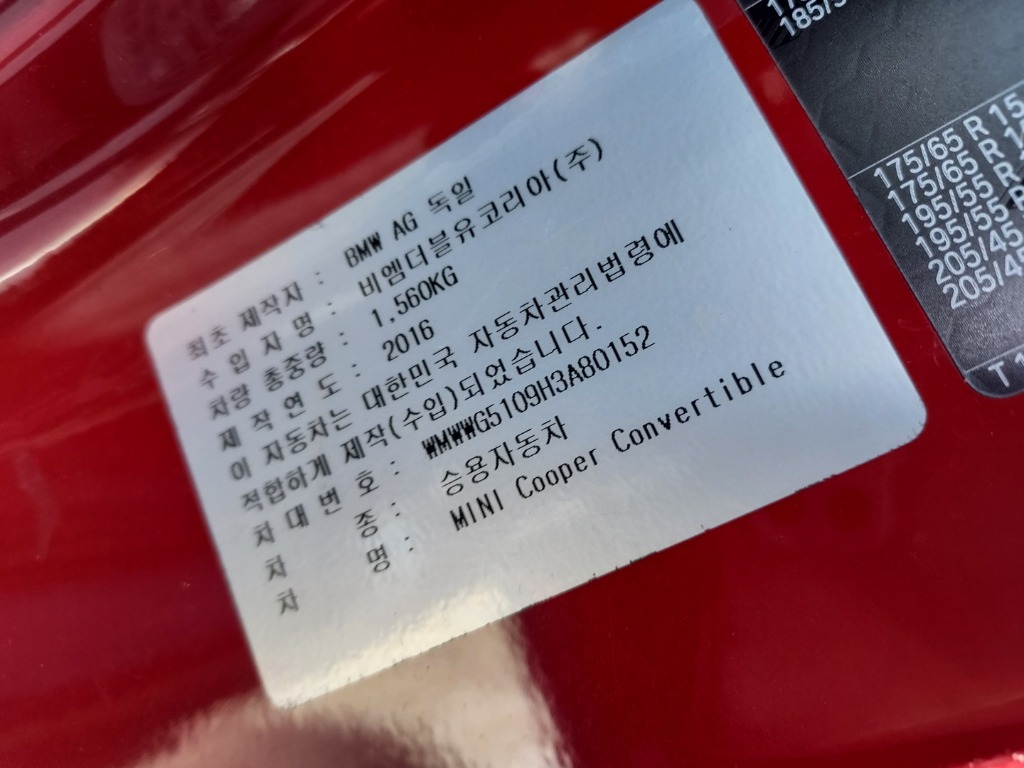 최초 제작자 : BMW AG 독일
수 입 자 명 : 비엠더블유코리아(주)
차량 총중량 : 1,560KG
제 작 연 도 : 2016
이 자동차는 대한민국 자동차관리법령에
적합하게 제작(수입)되었습니다.
차 대 번 호 : WMWWG5109H3A80152
차 종 : 승용자동차
차 명 : MINI Cooper Convertible
175/65 R 15
175/65 R
195/55 R
195/55 R
205/45
T